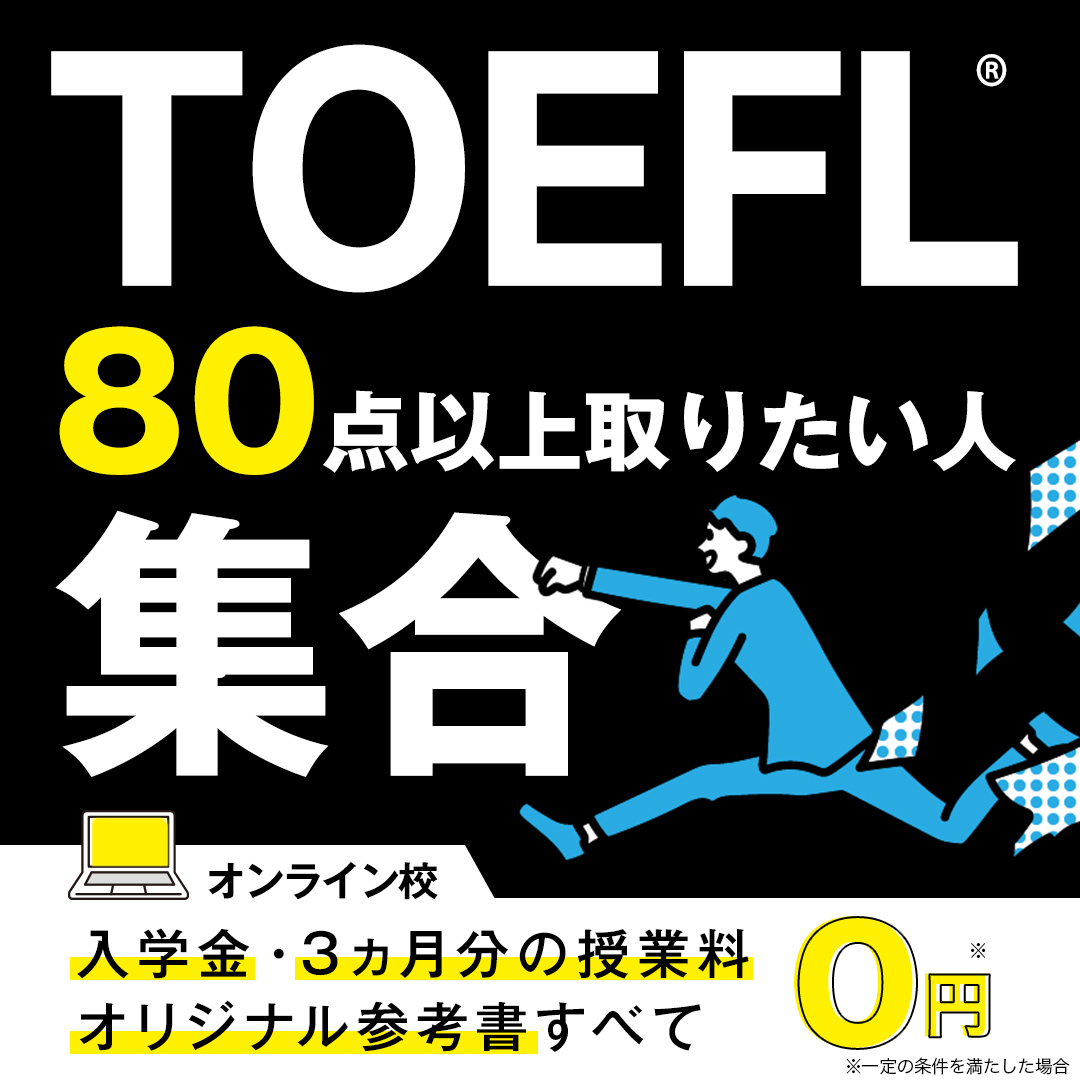 TOEFL®
80点以上取りたい人
集合
オンライン校
入学金・3ヵ月分の授業料
オリジナル参考書すべて
0円※
※一定の条件を満たした場合